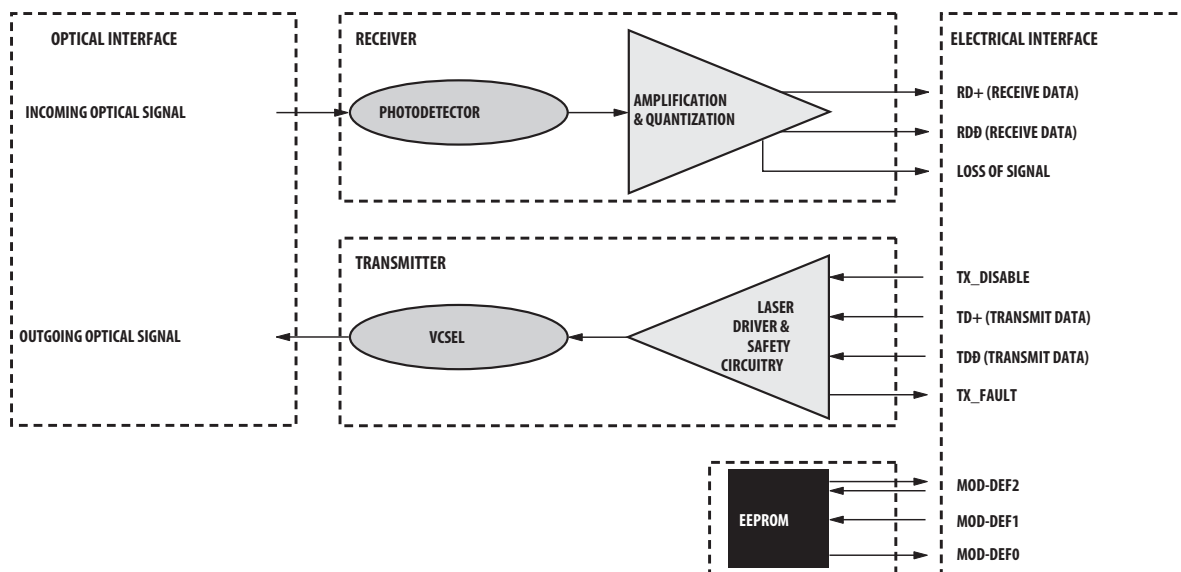 OPTICAL INTERFACE
RECEIVER
ELECTRICAL INTERFACE
INCOMING OPTICAL SIGNAL
PHOTODETECTOR
AMPLIFICATION
& QUANTIZATION
RD+ (RECEIVE DATA)
RDĐ (RECEIVE DATA)
LOSS OF SIGNAL
TRANSMITTER
OUTGOING OPTICAL SIGNAL
VCSEL
LASER
DRIVER &
SAFETY
CIRCUITRY
TX_DISABLE
TD+ (TRANSMIT DATA)
TDĐ (TRANSMIT DATA)
TX_FAULT
EEPROM
MOD-DEF2
MOD-DEF1
MOD-DEF0